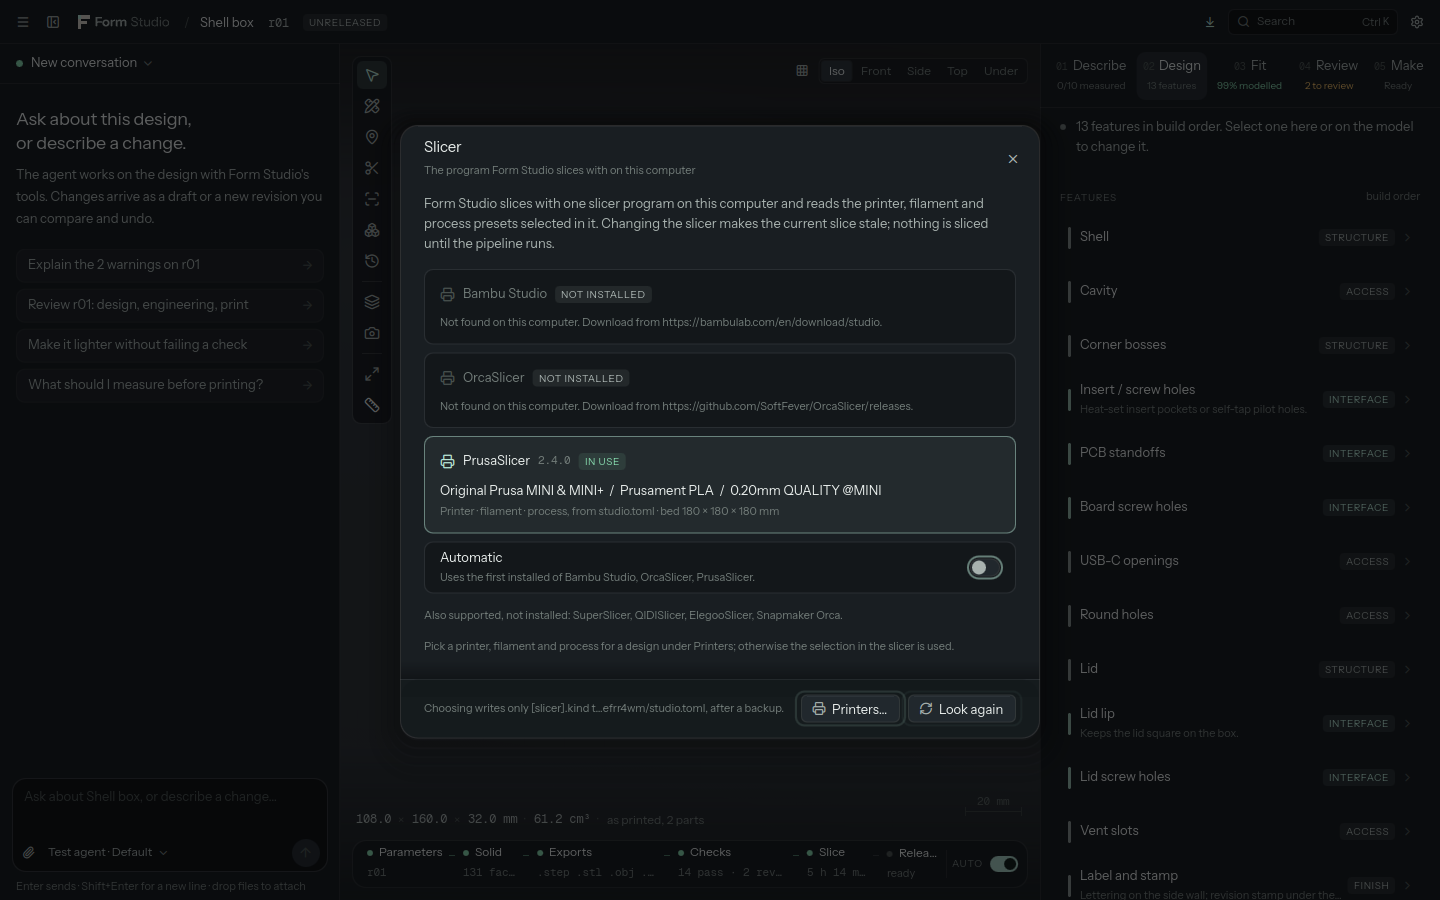 Form Studio / Shell box r01 UNRELEASED
Search Ctrl K
New conversation
Ask about this design,
or describe a change.
The agent works on the design with Form Studio's
tools. Changes arrive as a draft or a new revision you
can compare and undo.
Explain the 2 warnings on r01
Review r01: design, engineering, print
Make it lighter without failing a check
What should I measure before printing?
Ask about Shell box, or describe a change...
Test agent · Default
Enter sends · Shift+Enter for a new line · drop files to attach
Iso Front Side Top Under
Slicer
The program Form Studio slices with on this computer
Form Studio slices with one slicer program on this computer and reads the printer, filament and
process presets selected in it. Changing the slicer makes the current slice stale; nothing is sliced
until the pipeline runs.
Bambu Studio NOT INSTALLED
Not found on this computer. Download from https://bambulab.com/en/download/studio.
OrcaSlicer NOT INSTALLED
Not found on this computer. Download from https://github.com/SoftFever/OrcaSlicer/releases.
PrusaSlicer 2.4.0 IN USE
Original Prusa MINI & MINI+ / Prusament PLA / 0.20mm QUALITY @MINI
Printer · filament · process, from studio.toml · bed 180 × 180 × 180 mm
Automatic
Uses the first installed of Bambu Studio, OrcaSlicer, PrusaSlicer.
Also supported, not installed: SuperSlicer, QIDISlicer, ElegooSlicer, Snapmaker Orca.
Pick a printer, filament and process for a design under Printers; otherwise the selection in the slicer is used.
Choosing writes only [slicer].kind t...efrr4wm/studio.toml, after a backup.
Printers...
Look again
20 mm
108.0 × 160.0 × 32.0 mm · 61.2 cm³ · as printed, 2 parts
Parameters ... Solid ... Exports ... Checks ... Slice ... Relea...
r01 131 fac... .step .stl .obj ... 14 pass · 2 rev... 5 h 14 m... ready
AUTO
01 Describe 02 Design 03 Fit 04 Review 05 Make
0/10 measured 13 features 99% modelled 2 to review Ready
13 features in build order. Select one here or on the model
to change it.
FEATURES build order
Shell STRUCTURE
Cavity ACCESS
Corner bosses STRUCTURE
Insert / screw holes INTERFACE
Heat-set insert pockets or self-tap pilot holes.
PCB standoffs INTERFACE
Board screw holes INTERFACE
USB-C openings ACCESS
Round holes ACCESS
Lid STRUCTURE
Lid lip INTERFACE
Keeps the lid square on the box.
Lid screw holes INTERFACE
Vent slots ACCESS
Label and stamp FINISH
Lettering on the side wall; revision stamp under the...